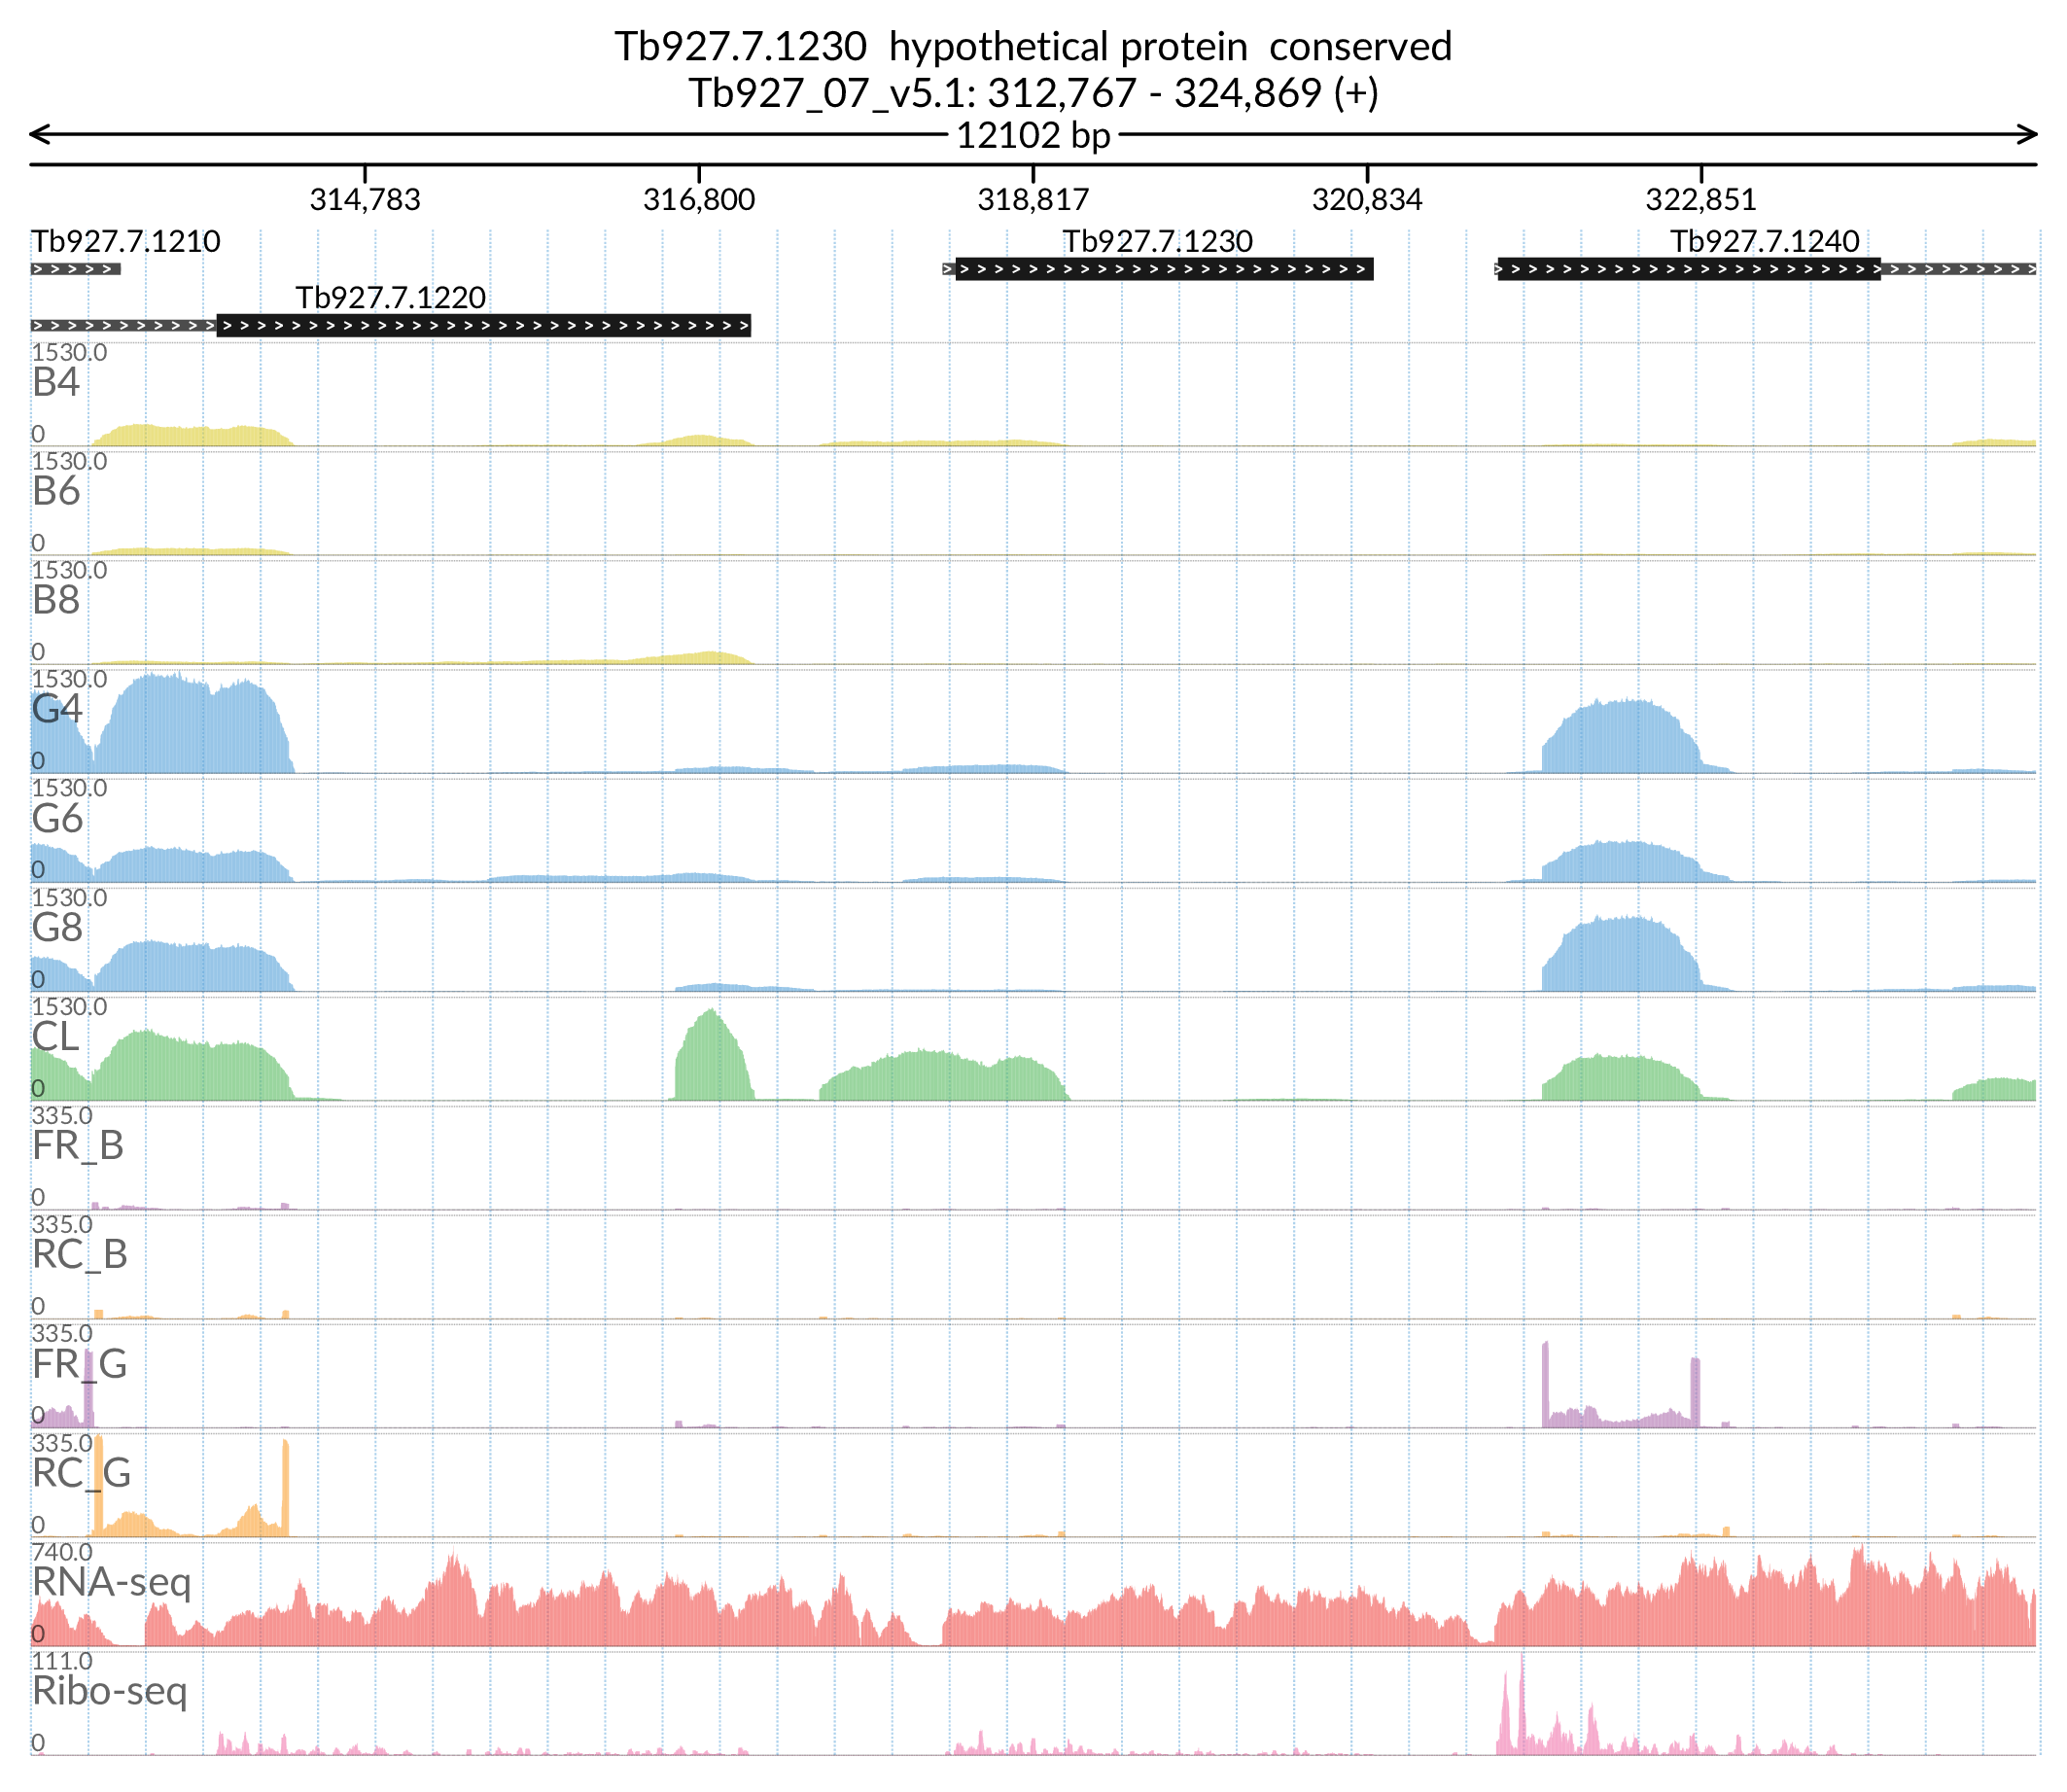 Tb927.7.1230 hypothetical protein conserved
Tb927_07_v5.1: 312,767 - 324,869 (+)
12102 bp
314,783 316,800 318,817 320,834 322,851
Tb927.7.1210 Tb927.7.1230 Tb927.7.1240
Tb927.7.1220
1530.0
B4
0
1530.0
B6
0
1530.0
B8
0
1530.0
G4
0
1530.0
G6
0
1530.0
G8
0
1530.0
CL
0
335.0
FR_B
0
335.0
RC_B
0
335.0
FR_G
0
335.0
RC_G
0
740.0
RNA-seq
0
111.0
Ribo-seq
0